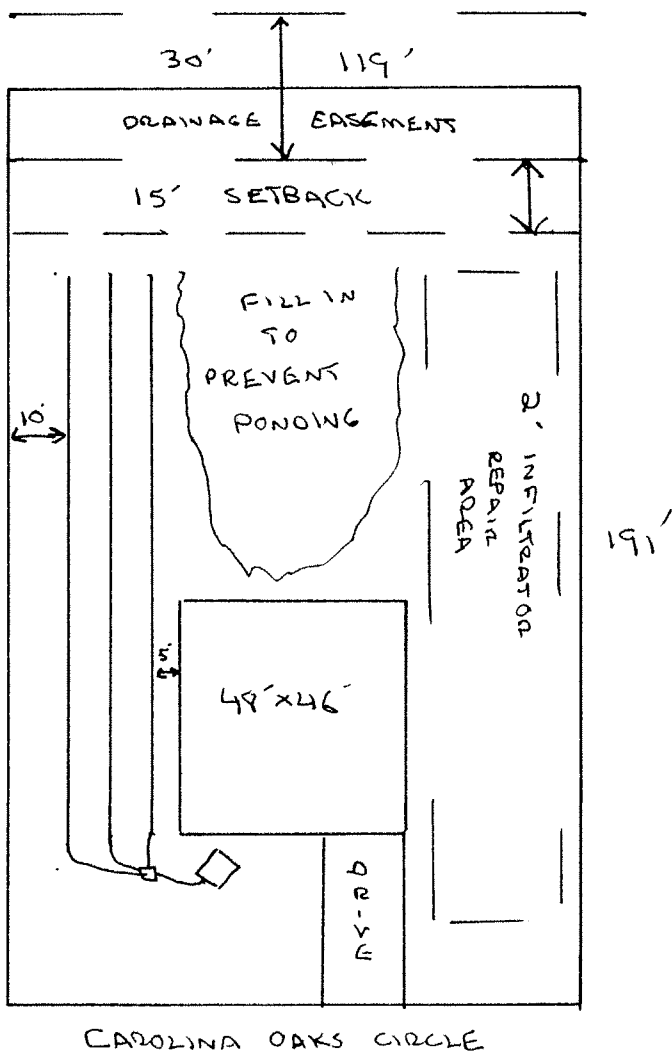 30' 119'
DRAINAGE EASEMENT
15' SETBACK
FILL IN
TO
PREVENT
PONDING
10'
2' INFILTRATOR
REPAIR
AREA
191'
5'
48'x46'
DRIVE
CAROLINA OAKS CIRCLE